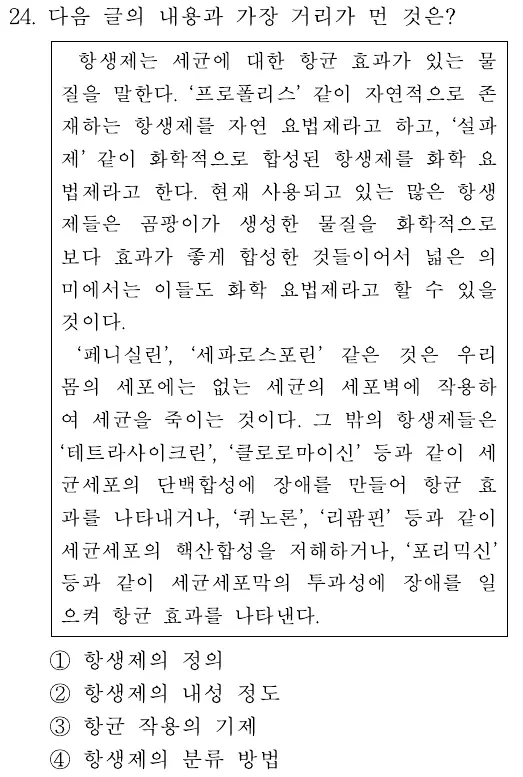 24. 다음 글의 내용과 가장 거리가 먼 것은?
항생제는 세균에 대한 항균 효과가 있는 물
질을 말한다. ‘프로폴리스’ 같이 자연적으로 존
재하는 항생제를 자연 요법제라고 하고, ‘설파
제’ 같이 화학적으로 합성된 항생제를 화학 요
법제라고 한다. 현재 사용되고 있는 많은 항생
제들은 곰팡이가 생성한 물질을 화학적으로
보다 효과가 좋게 합성한 것들이어서 넓은 의
미에서는 이들도 화학 요법제라고 할 수 있을
것이다.
‘페니실린’, ‘세파로스포린’ 같은 것은 우리
몸의 세포에는 없는 세균의 세포벽에 작용하
여 세균을 죽이는 것이다. 그 밖의 항생제들은
‘테트라사이크린’, ‘클로로마이신’ 등과 같이 세
균세포의 단백합성에 장애를 만들어 항균 효
과를 나타내거나, ‘퀴노론’, ‘리팜핀’ 등과 같이
세균세포의 핵산합성을 저해하거나, ‘포리믹신’
등과 같이 세균세포막의 투과성에 장애를 일
으켜 항균 효과를 나타낸다.
① 항생제의 정의
② 항생제의 내성 정도
③ 항균 작용의 기제
④ 항생제의 분류 방법